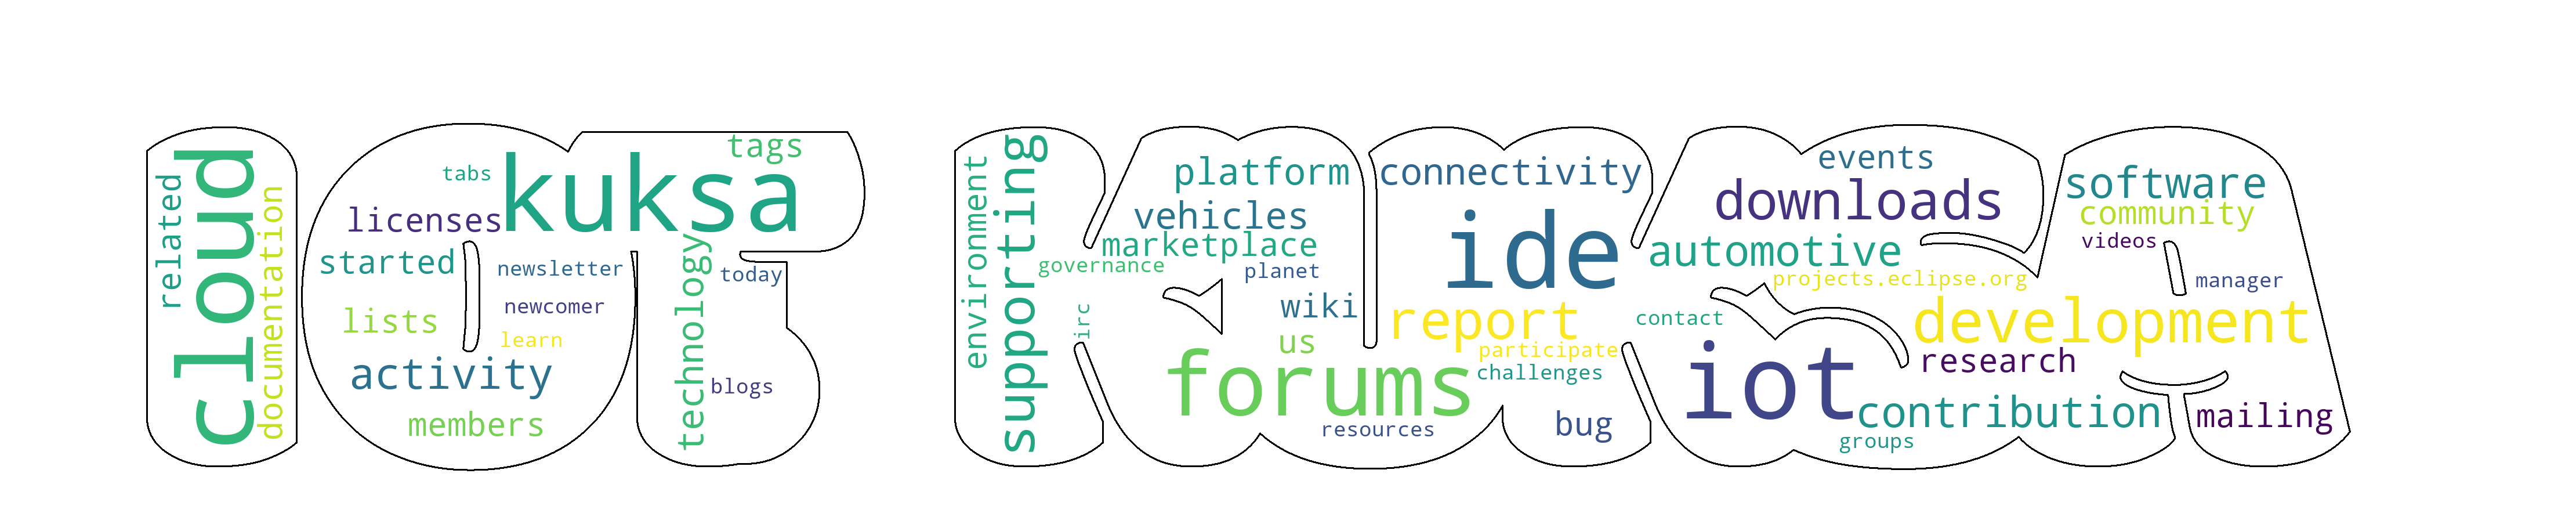 related
cloud
documentation
tabs
licenses
started
lists
activity
members
kuksa
tags
newsletter
newcomer
learn
technology
today
blogs
environment
supporting
governance
irc
platform
vehicles
marketplace
planet
wiki
us
forums
resources
connectivity
ide
report
participate
challenges
bug
events
downloads
automotive
projects.eclipse.org
contact
iot
research
contribution
groups
software
community
videos
manager
development
mailing